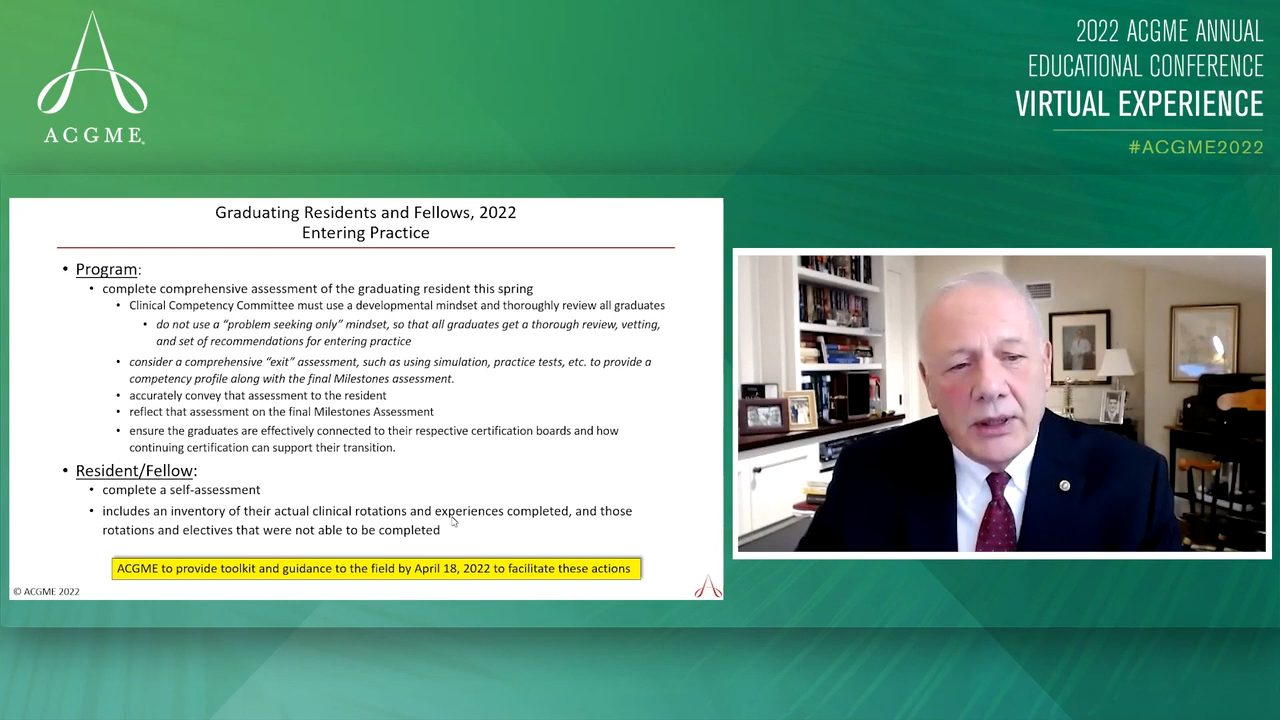 ACGME
2022 ACGME ANNUAL
EDUCATIONAL CONFERENCE
VIRTUAL EXPERIENCE
#ACGME2022
Graduating Residents and Fellows, 2022
Entering Practice
• Program:
• complete comprehensive assessment of the graduating resident this spring
• Clinical Competency Committee must use a developmental mindset and thoroughly review all graduates
• do not use a “problem seeking only” mindset, so that all graduates get a thorough review, vetting,
and set of recommendations for entering practice
• consider a comprehensive “exit” assessment, such as using simulation, practice tests, etc. to provide a
competency profile along with the final Milestones assessment.
• accurately convey that assessment to the resident
• reflect that assessment on the final Milestones Assessment
• ensure the graduates are effectively connected to their respective certification boards and how
continuing certification can support their transition.
• Resident/Fellow:
• complete a self-assessment
• includes an inventory of their actual clinical rotations and experiences completed, and those
rotations and electives that were not able to be completed
ACGME to provide toolkit and guidance to the field by April 18, 2022 to facilitate these actions
© ACGME 2022